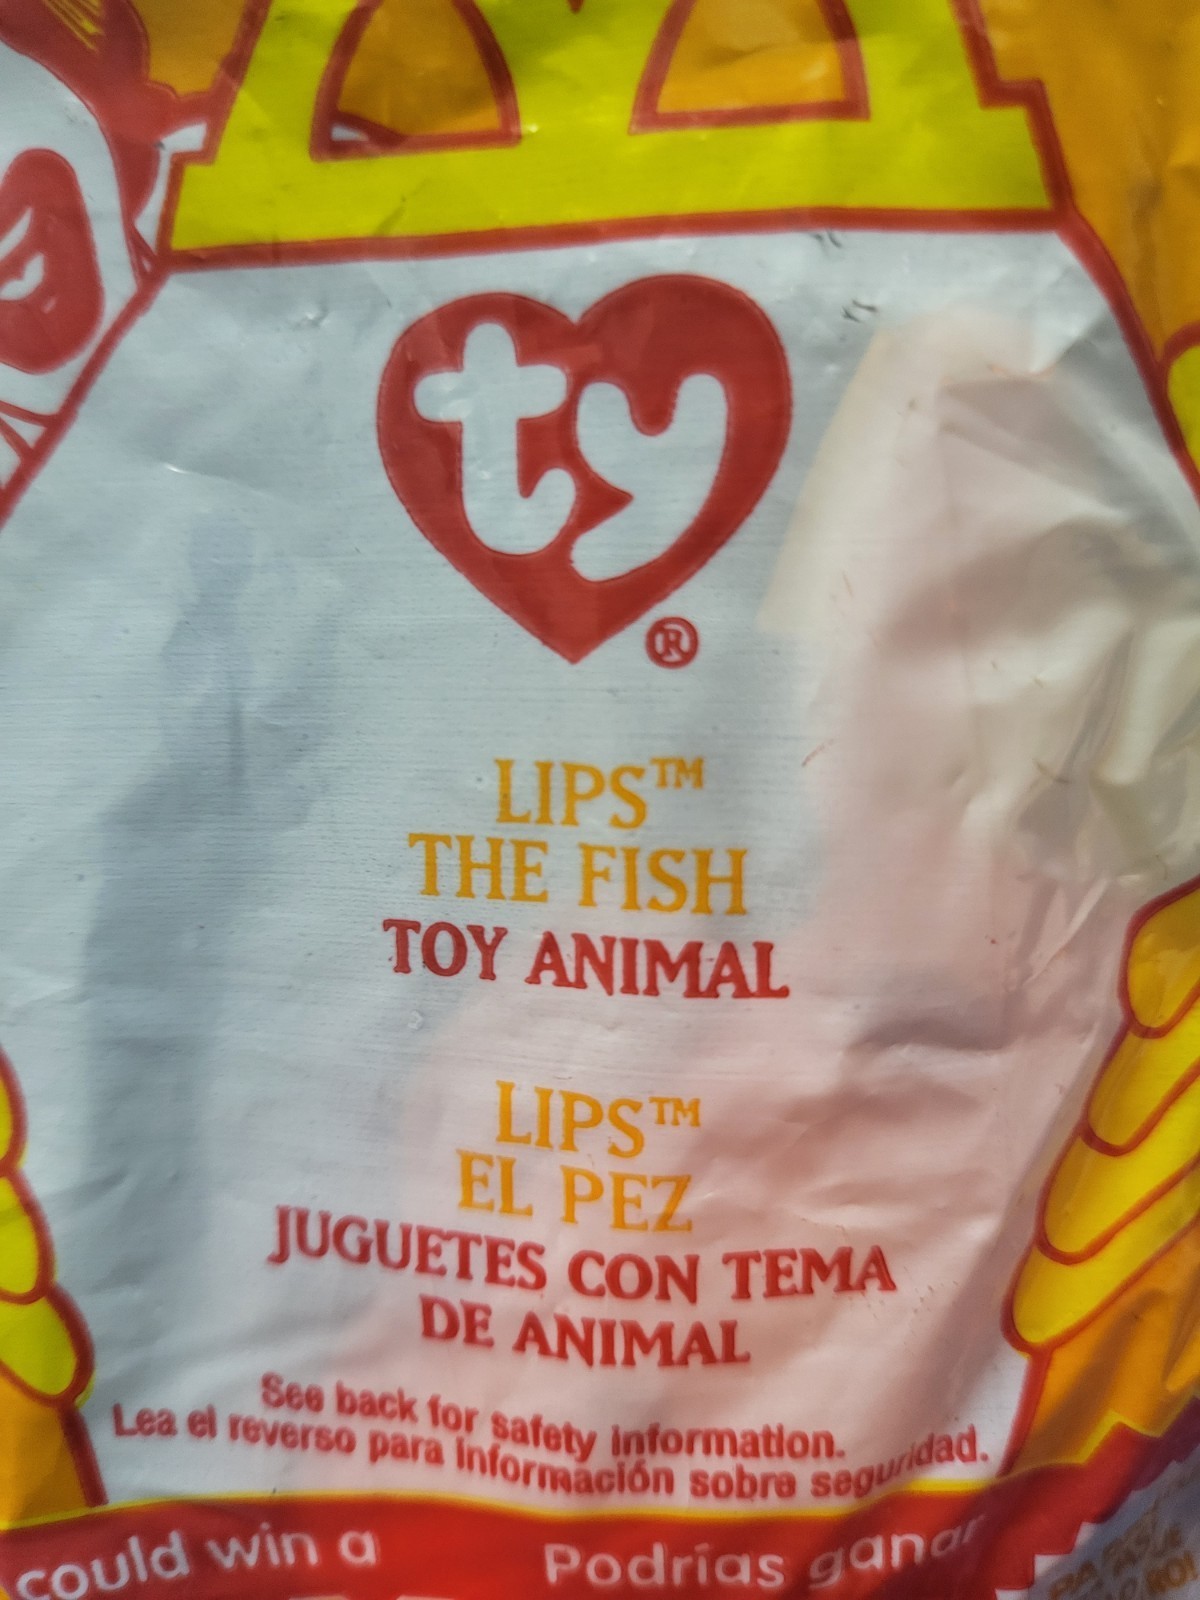 ty®
LIPS™
THE FISH
TOY ANIMAL
LIPS™
EL PEZ
JUGUETES CON TEMA
DE ANIMAL
See back for safety information.
Lea el reverso para información sobre seguridad.
could win a
Podrías ganar